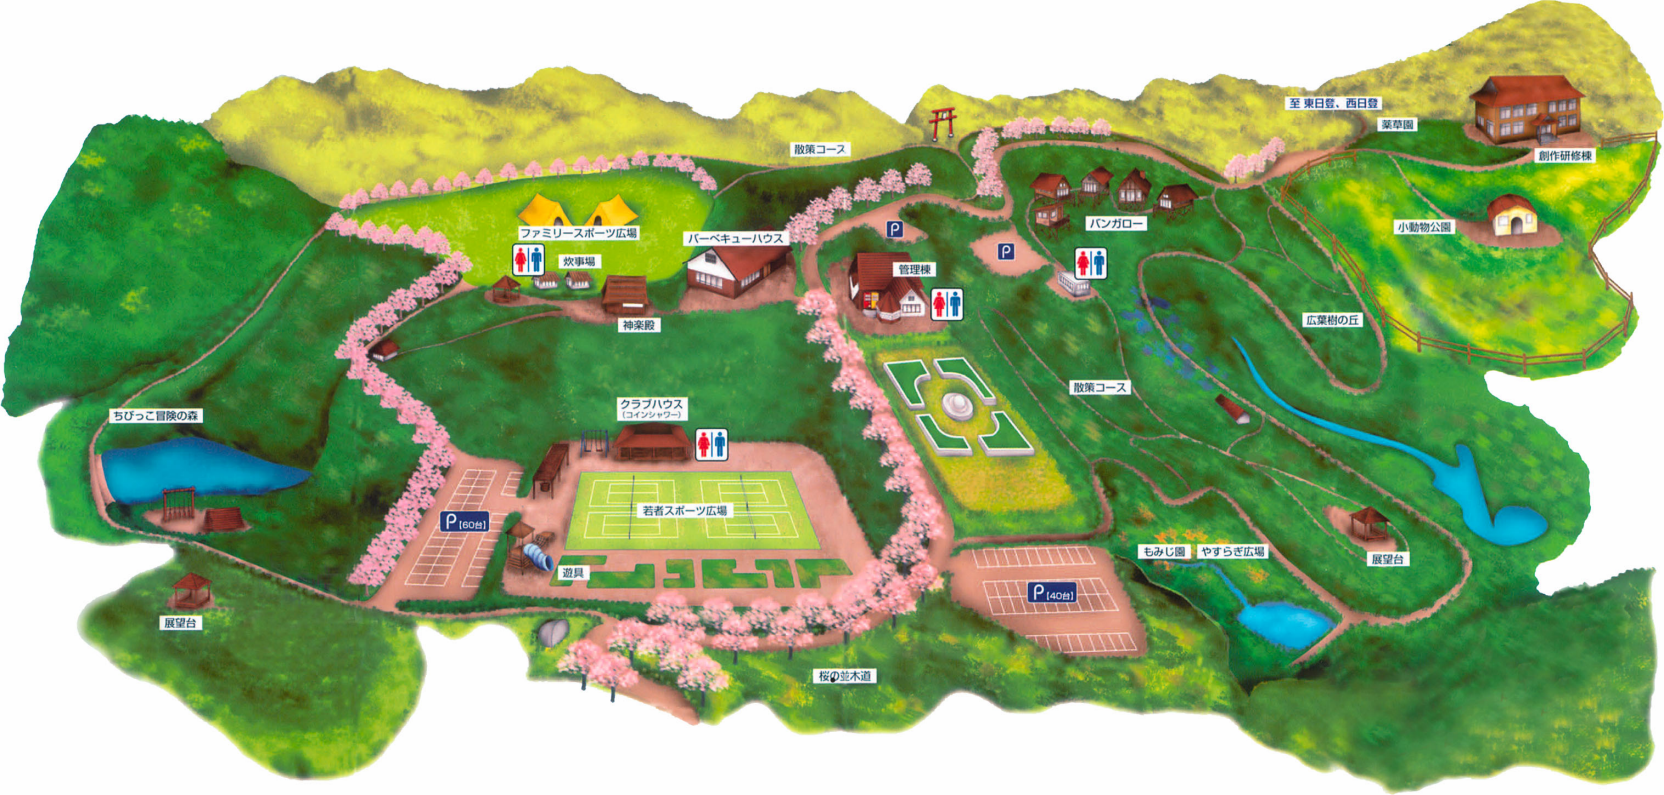 至 東日登、西日登
薬草園
創作研修棟
散策コース
小動物公園
バンガロー
ファミリースポーツ広場
バーベキューハウス
P
P
炊事場
管理棟
神楽殿
広葉樹の丘
散策コース
ちびっこ冒険の森
クラブハウス
(コインシャワー)
若者スポーツ広場
P [60台]
もみじ園
やすらぎ広場
展望台
遊具
P [40台]
展望台
桜の並木道